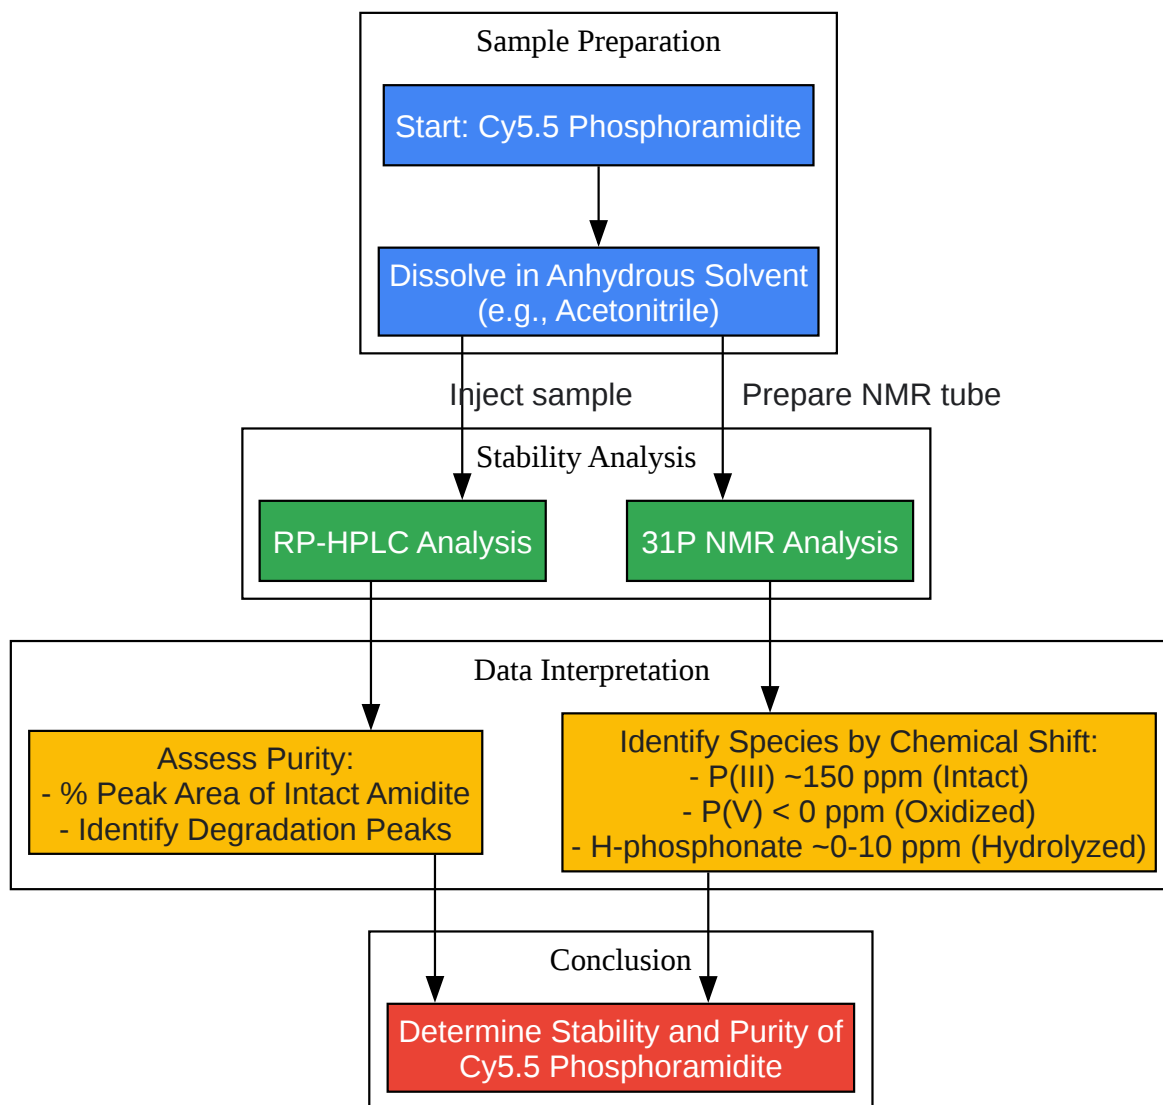 Sample Preparation
Start: Cy5.5 Phosphoramidite
Dissolve in Anhydrous Solvent
(e.g., Acetonitrile)
Inject sample
Prepare NMR tube
Stability Analysis
RP-HPLC Analysis
31P NMR Analysis
Data Interpretation
Assess Purity:
- % Peak Area of Intact Amidite
- Identify Degradation Peaks
Identify Species by Chemical Shift:
- P(III) ~150 ppm (Intact)
- P(V) < 0 ppm (Oxidized)
- H-phosphonate ~0-10 ppm (Hydrolyzed)
Conclusion
Determine Stability and Purity of
Cy5.5 Phosphoramidite